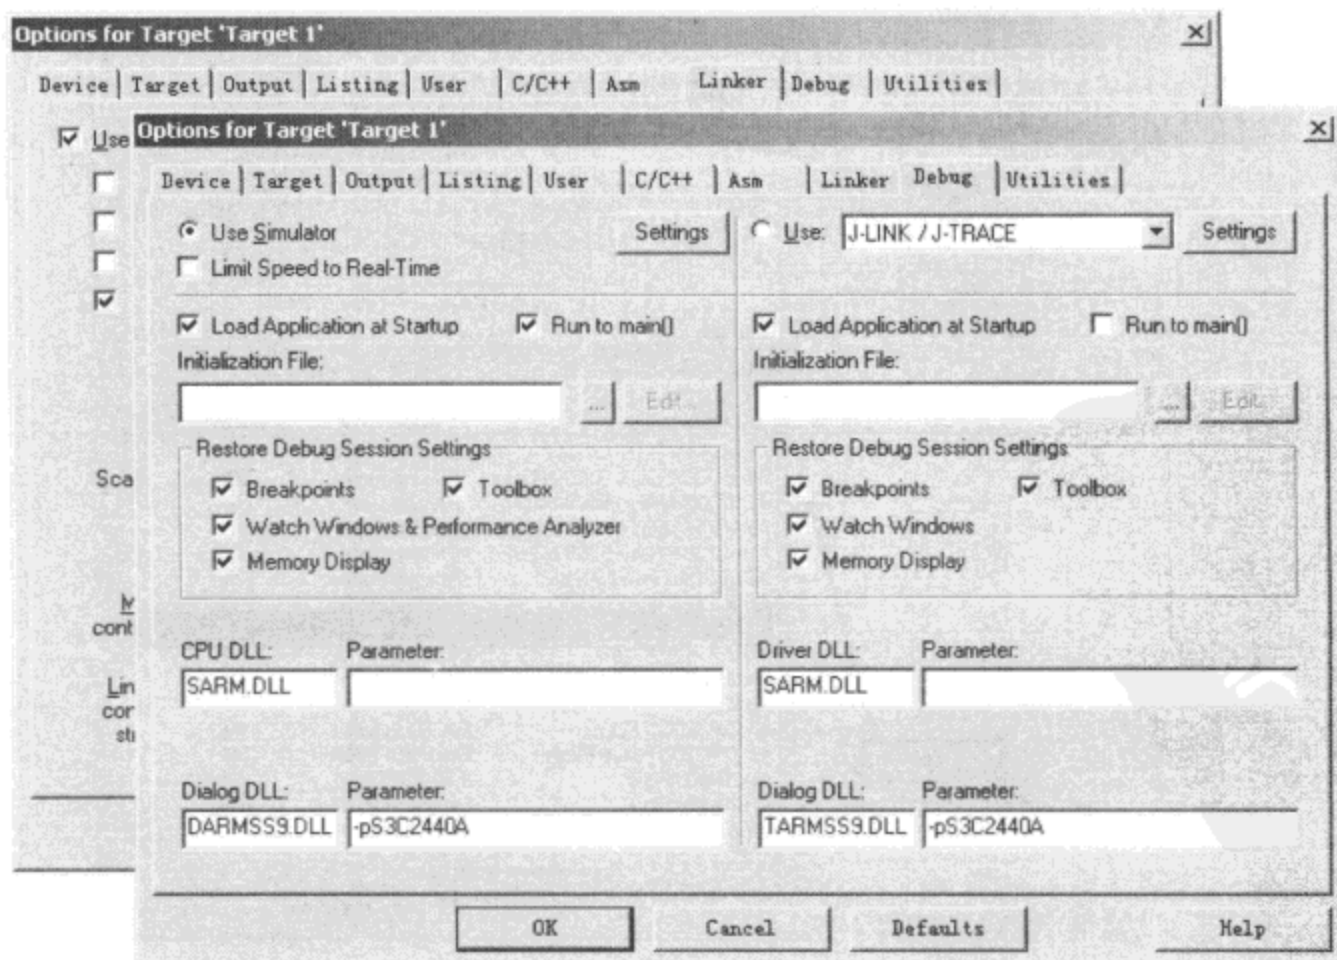 Options for Target 'Target 1'
Device Target Output Listing User C/C++ Asm Linker Debug Utilities
Use
Options for Target 'Target 1'
Device Target Output Listing User C/C++ Asm Linker Debug Utilities
Use Simulator Settings Use: J-LINK / J-TRACE Settings
Limit Speed to Real-Time
Load Application at Startup Run to main() Load Application at Startup Run to main()
Initialization File: Initialization File:
... Edit... ... Edit...
Restore Debug Session Settings Restore Debug Session Settings
Sca
Breakpoints Toolbox Breakpoints Toolbox
Watch Windows & Performance Analyzer Watch Windows
Memory Display Memory Display
M
cont
CPU DLL: Parameter: Driver DLL: Parameter:
Lin
SARM.DLL SARM.DLL
cor
str
Dialog DLL: Parameter: Dialog DLL: Parameter:
DARMSS9.DLL -pS3C2440A TARMSS9.DLL -pS3C2440A
OK Cancel Defaults Help